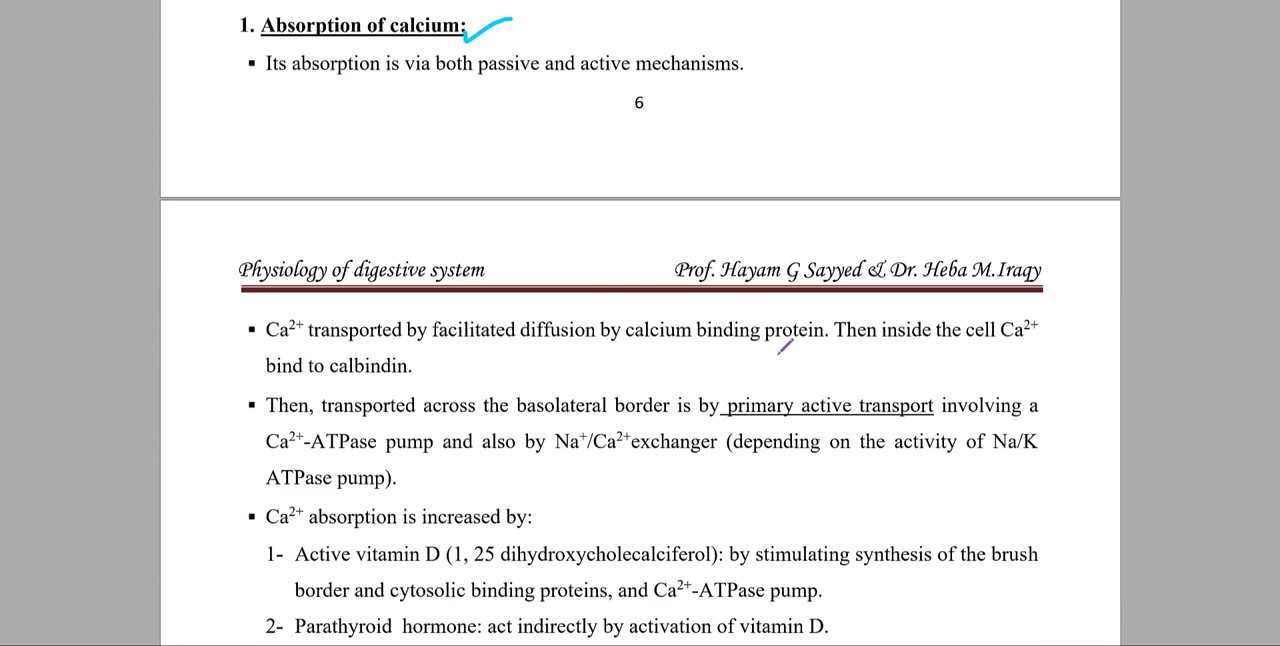 1. Absorption of calcium:
▪ Its absorption is via both passive and active mechanisms.
6
Physiology of digestive system Prof. Hayam G Sayyed & Dr. Heba M.Iraqy
▪ Ca²⁺ transported by facilitated diffusion by calcium binding protein. Then inside the cell Ca²⁺
bind to calbindin.
▪ Then, transported across the basolateral border is by primary active transport involving a
Ca²⁺-ATPase pump and also by Na⁺/Ca²⁺exchanger (depending on the activity of Na/K
ATPase pump).
▪ Ca²⁺ absorption is increased by:
1- Active vitamin D (1, 25 dihydroxycholecalciferol): by stimulating synthesis of the brush
border and cytosolic binding proteins, and Ca²⁺-ATPase pump.
2- Parathyroid hormone: act indirectly by activation of vitamin D.